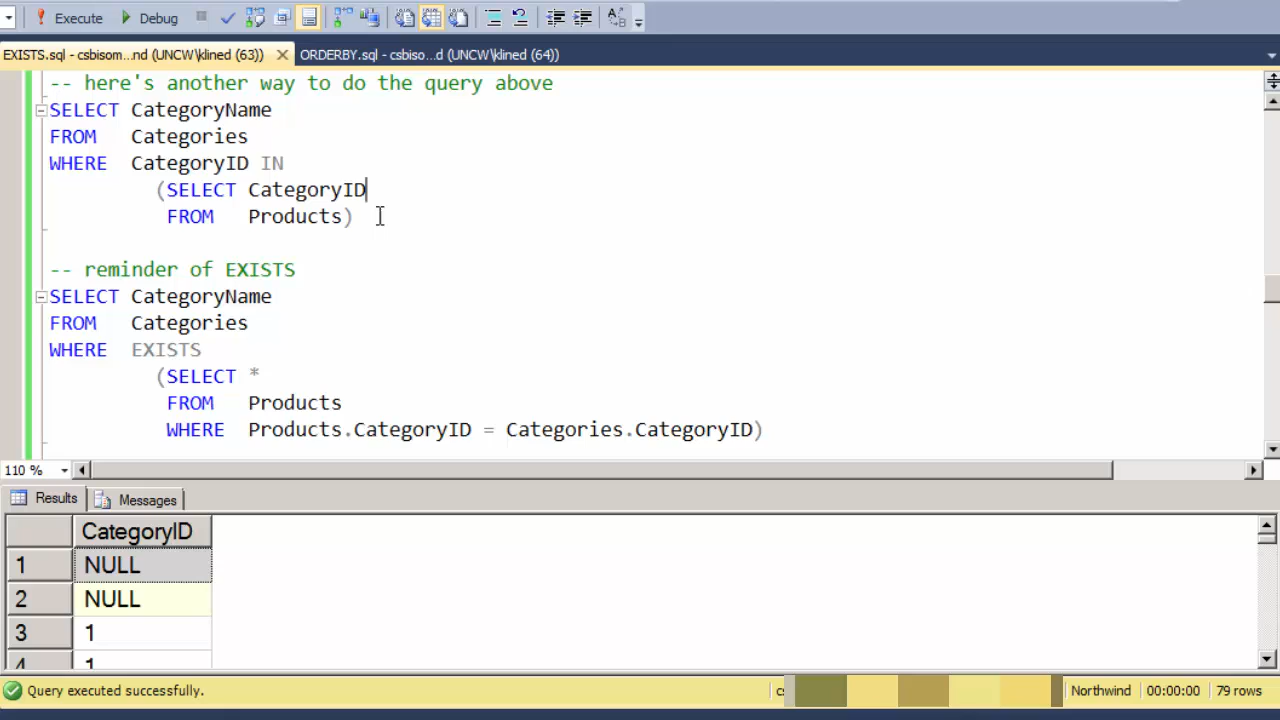 Execute Debug
EXISTS.sql - csbisom...nd (UNCW\klined (63)) ORDERBY.sql - csbiso...d (UNCW\klined (64))
-- here's another way to do the query above
SELECT CategoryName
FROM Categories
WHERE CategoryID IN
(SELECT CategoryID
FROM Products)
-- reminder of EXISTS
SELECT CategoryName
FROM Categories
WHERE EXISTS
(SELECT *
FROM Products
WHERE Products.CategoryID = Categories.CategoryID)
110 %
Results Messages
CategoryID
1 NULL
2 NULL
3 1
4 1
Query executed successfully. Northwind 00:00:00 79 rows